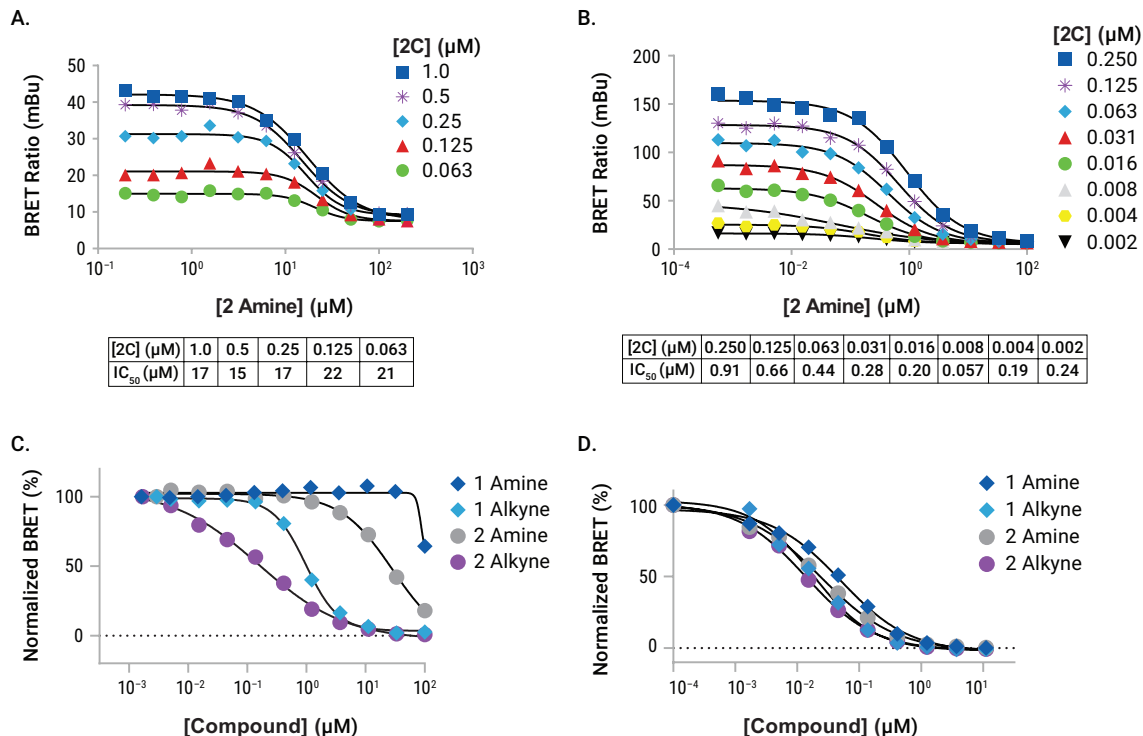 A.
[2C] (µM)
1.0
0.5
0.25
0.125
0.063
BRET Ratio (mBu)
50
40
30
20
10
0
10⁻¹ 10⁰ 10¹ 10² 10³
[2 Amine] (µM)
[2C] (µM) 1.0 0.5 0.25 0.125 0.063
IC₅₀ (µM) 17 15 17 22 21
B.
[2C] (µM)
0.250
0.125
0.063
0.031
0.016
0.008
0.004
0.002
BRET Ratio (mBu)
200
150
100
50
0
10⁻⁴ 10⁻² 10⁰ 10²
[2 Amine] (µM)
[2C] (µM) 0.250 0.125 0.063 0.031 0.016 0.008 0.004 0.002
IC₅₀ (µM) 0.91 0.66 0.44 0.28 0.20 0.057 0.19 0.24
C.
Normalized BRET (%)
100
50
0
1 Amine
1 Alkyne
2 Amine
2 Alkyne
10⁻³ 10⁻² 10⁻¹ 10⁰ 10¹ 10²
[Compound] (µM)
D.
Normalized BRET (%)
100
50
0
1 Amine
1 Alkyne
2 Amine
2 Alkyne
10⁻⁴ 10⁻³ 10⁻² 10⁻¹ 10⁰ 10¹
[Compound] (µM)